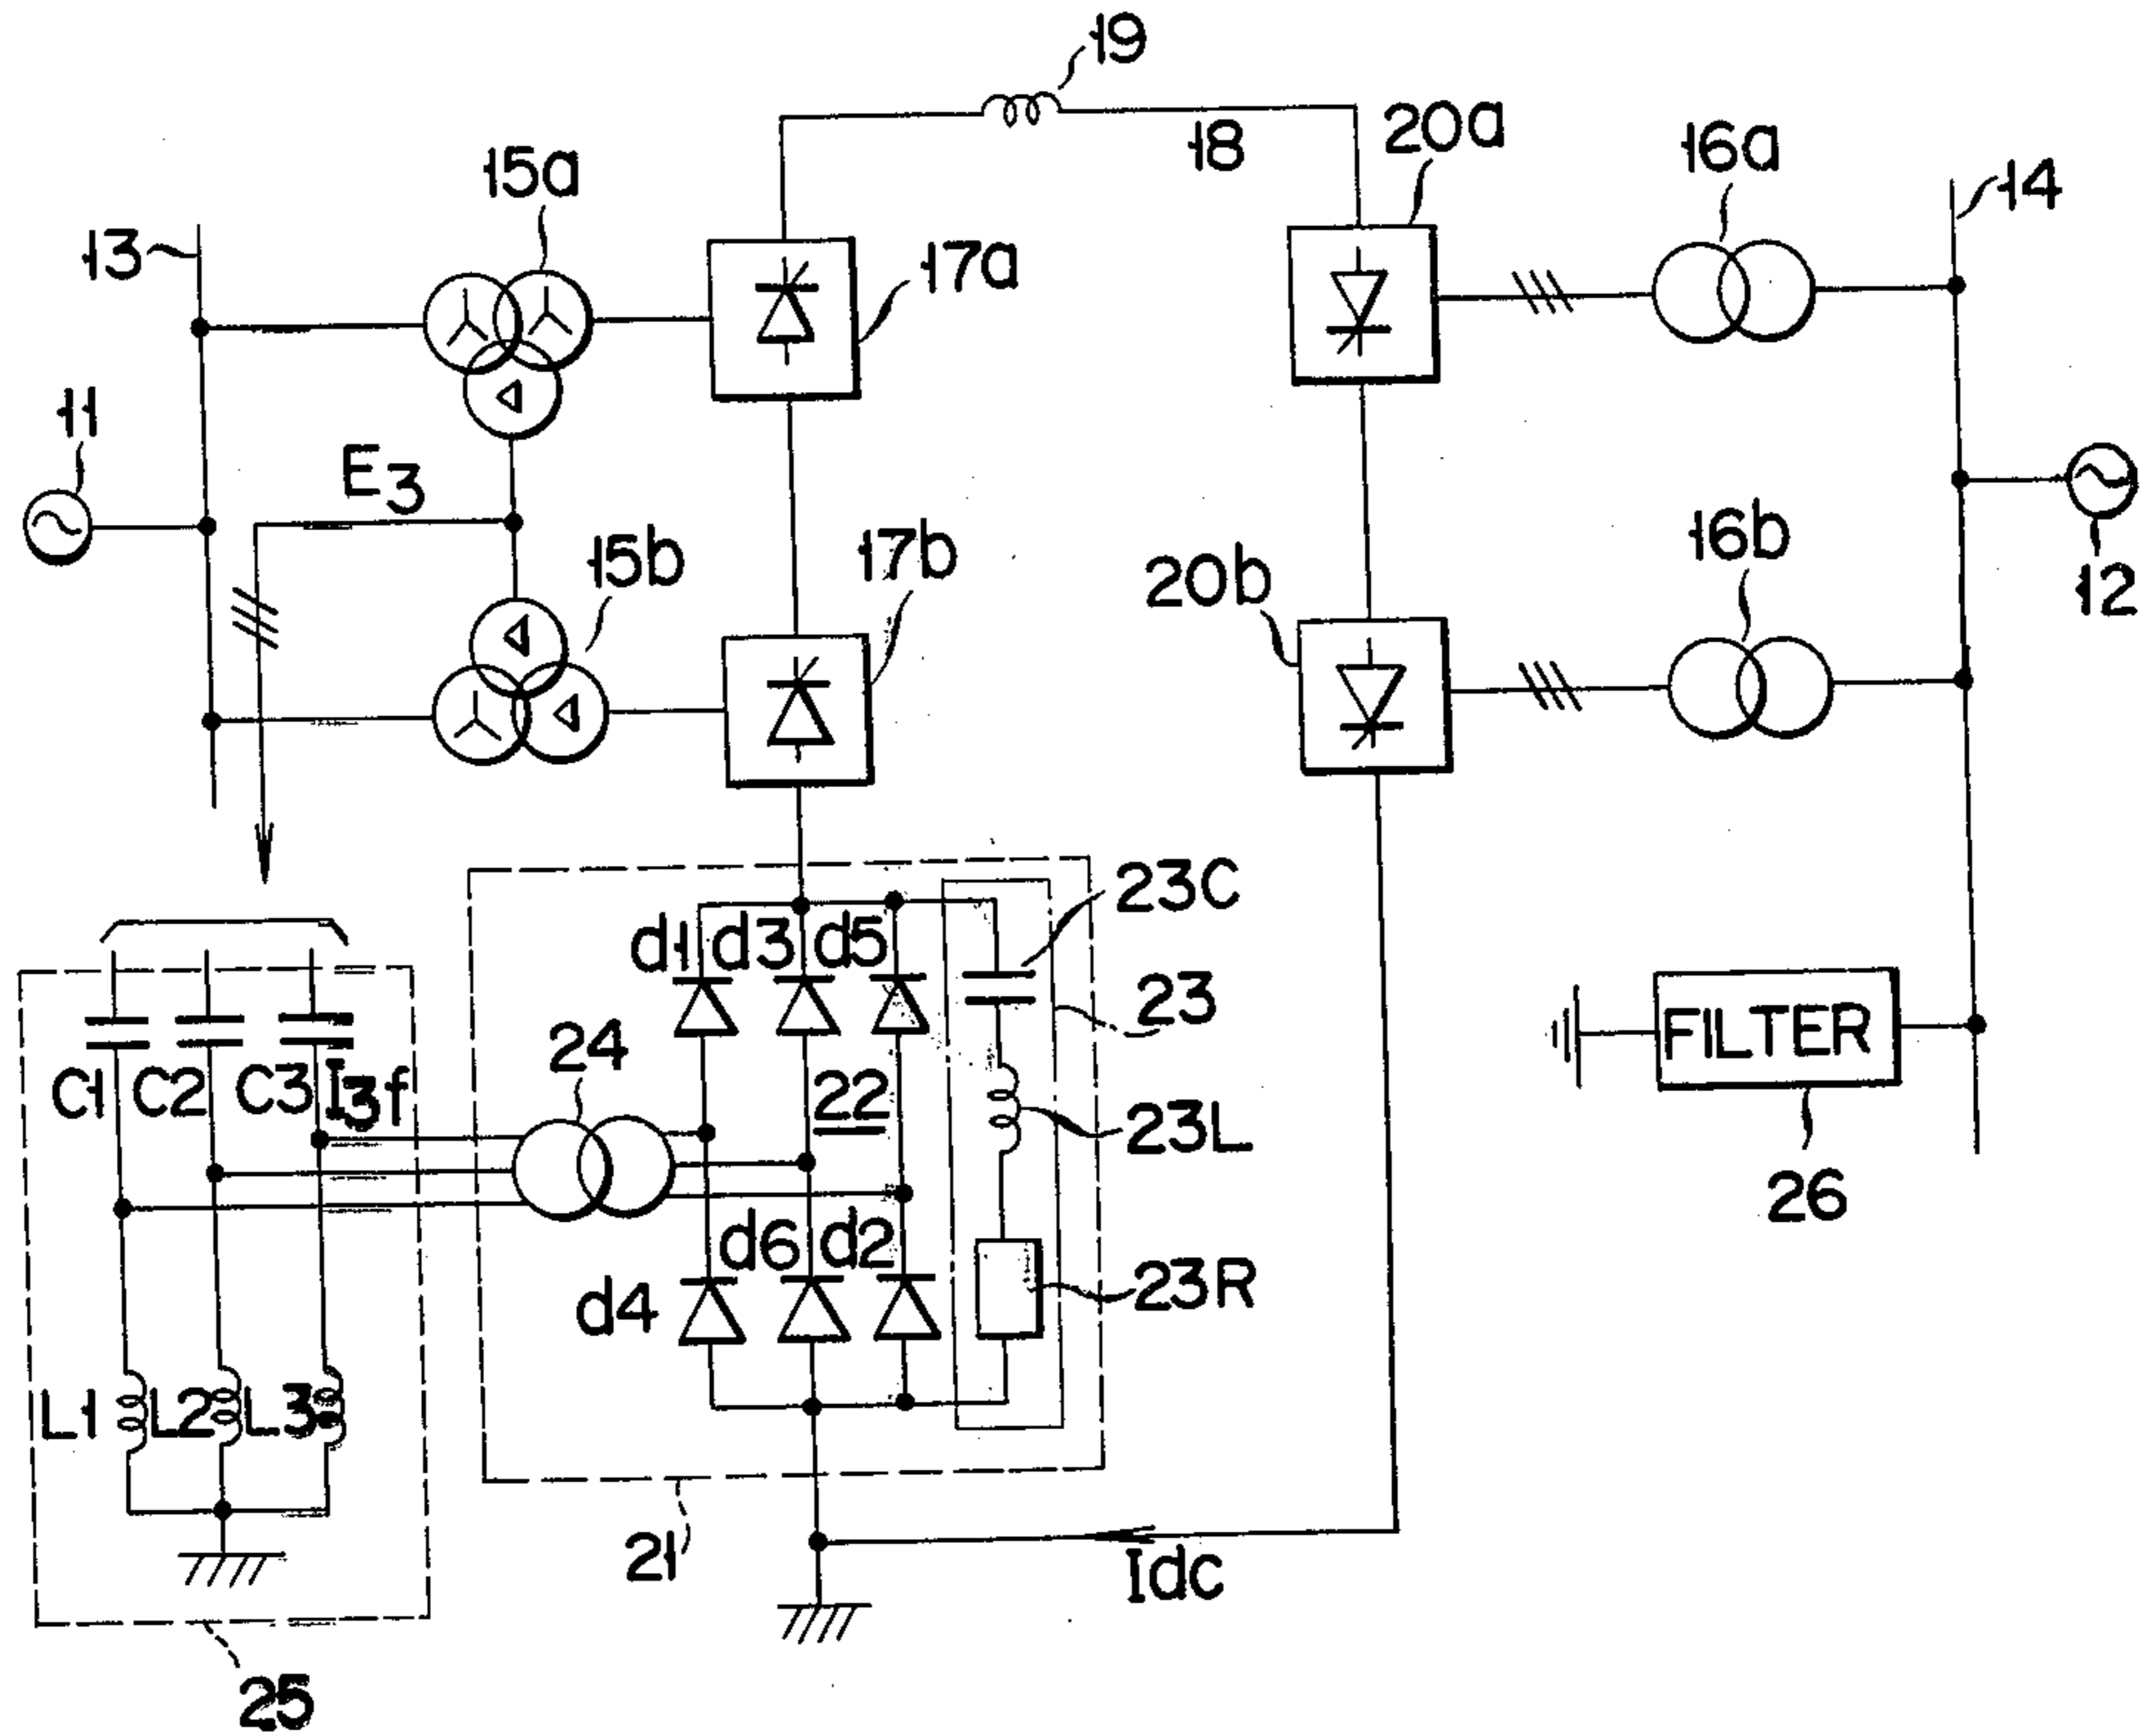 19
18
20a
16a
14
15a
13
17a
11
E3
15b
17b
20b
16b
12
23C
d1 d3 d5
23
24
FILTER
C1 C2 C3 I3f
22
23L
26
d6 d2
d4
23R
L1 L2 L3
21
Idc
25